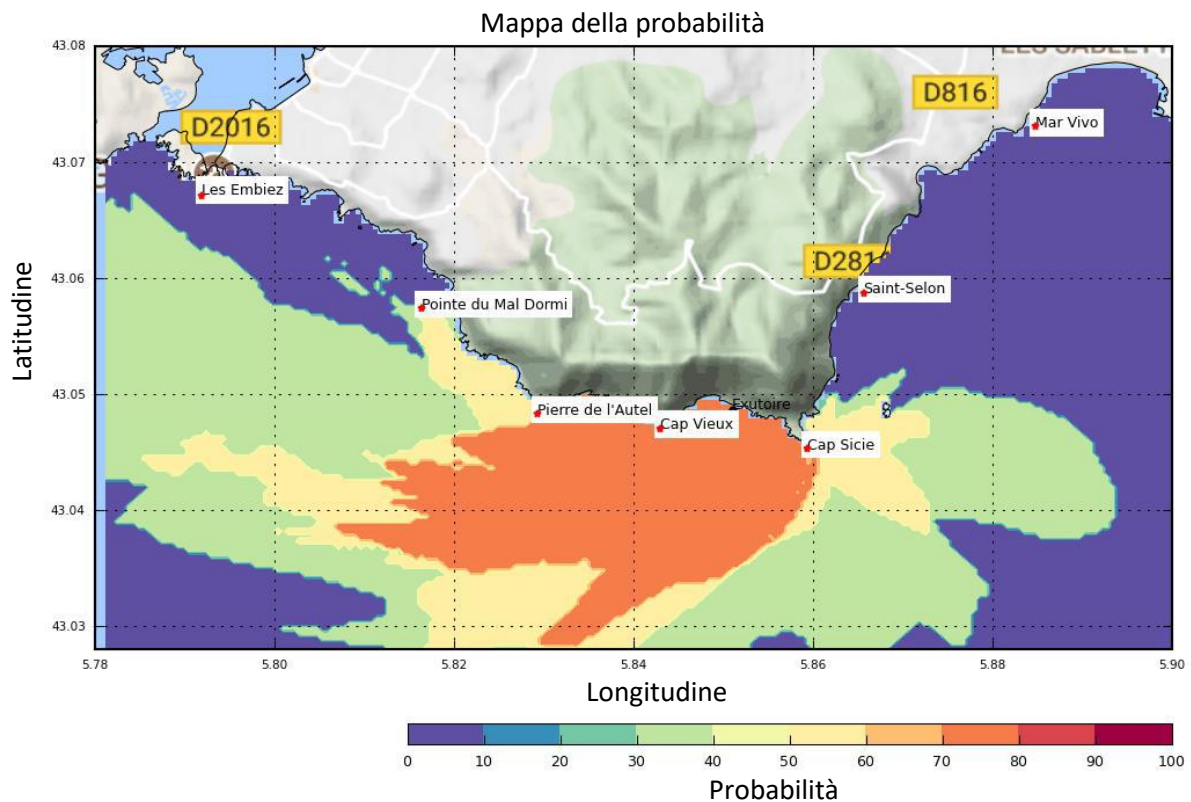 Mappa della probabilità
43.08
43.07
43.06
43.05
43.04
43.03
Latitudine
D2016
D816
D281
Mar Vivo
Les Embiez
Saint-Selon
Pointe du Mal Dormi
Pierre de l'Autel
Exutoire
Cap Vieux
Cap Sicie
5.78
5.80
5.82
5.84
5.86
5.88
5.90
Longitudine
0
10
20
30
40
50
60
70
80
90
100
Probabilità